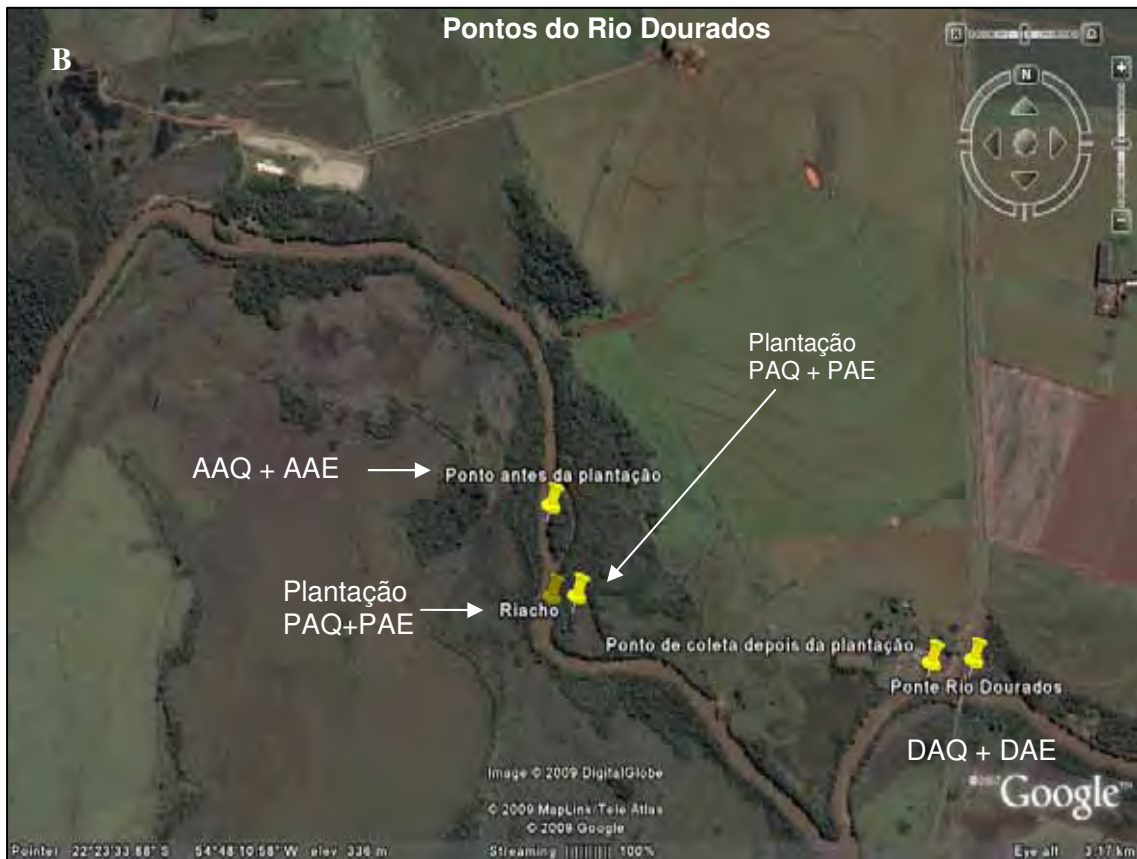 Pontos do Rio Dourados
B
N
Plantação
PAQ + PAE
AAQ + AAE
Ponto antes da plantação
Plantação
PAQ+PAE
Riacho
Ponto de coleta depois da plantação
Ponte Rio Dourados
DAQ + DAE
Image © 2009 DigitalGlobe
© 2009 MapLink/Tele Atlas
© 2009 Google
©2007 Google™
Pointer 22°23'33.88" S 54°48'10.58" W elev 336 m Streaming 100% Eye alt 3.17 km